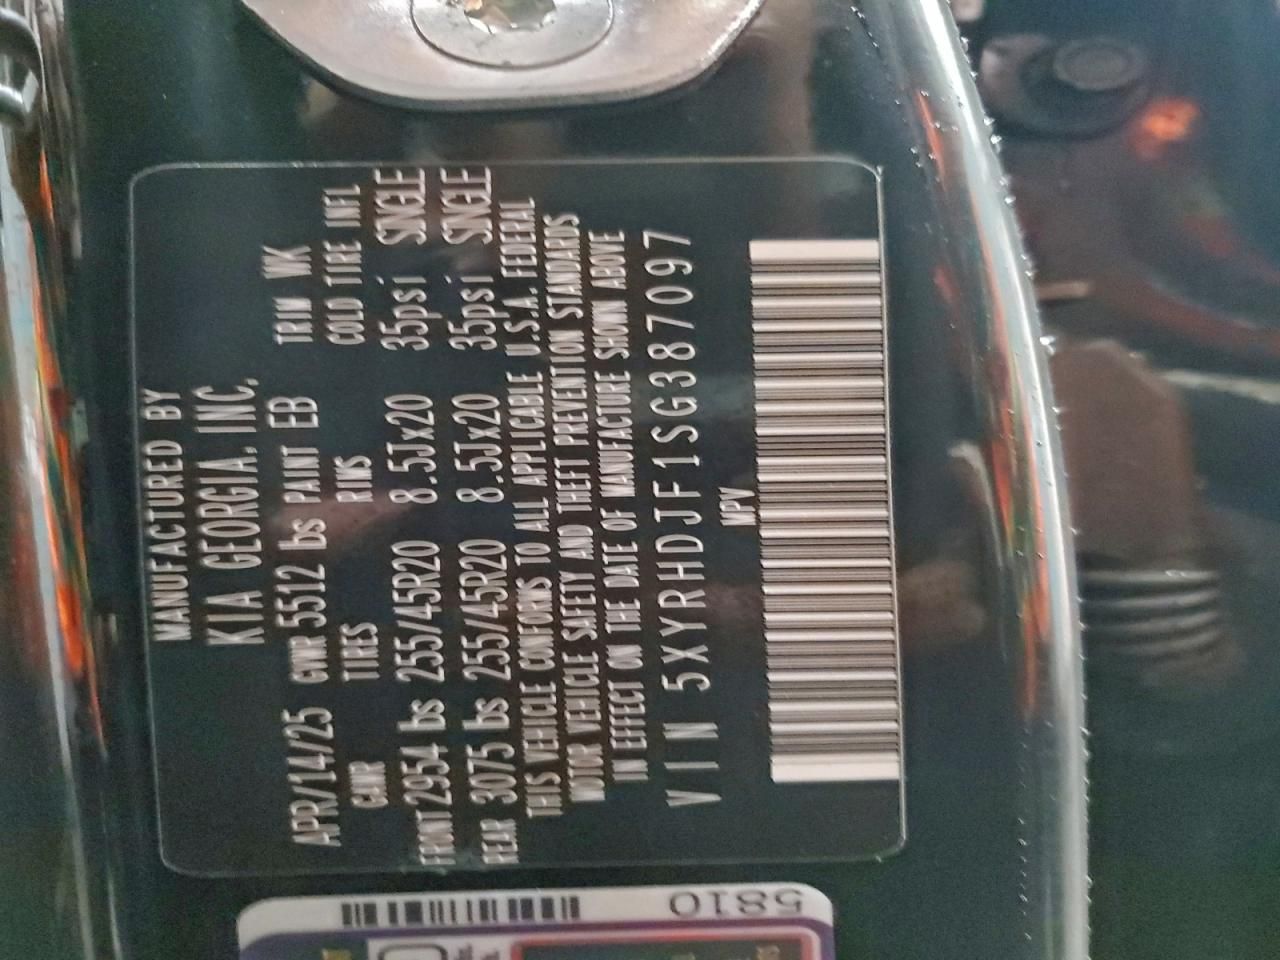 MANUFACTURED BY
KIA GEORGIA, INC.
APR/14/25 GVWR 5512 lbs PAINT EB TRIM WK
GAWR TIRES RIMS COLD TIRE INFL
FRONT 2954 lbs 255/45R20 8.5Jx20 35psi SINGLE
REAR 3075 lbs 255/45R20 8.5Jx20 35psi SINGLE
THIS VEHICLE CONFORMS TO ALL APPLICABLE U.S.A. FEDERAL
MOTOR VEHICLE SAFETY AND THEFT PREVENTION STANDARDS
IN EFFECT ON THE DATE OF MANUFACTURE SHOWN ABOVE
VIN 5XYRHDJF1SG387097
MPV
5810